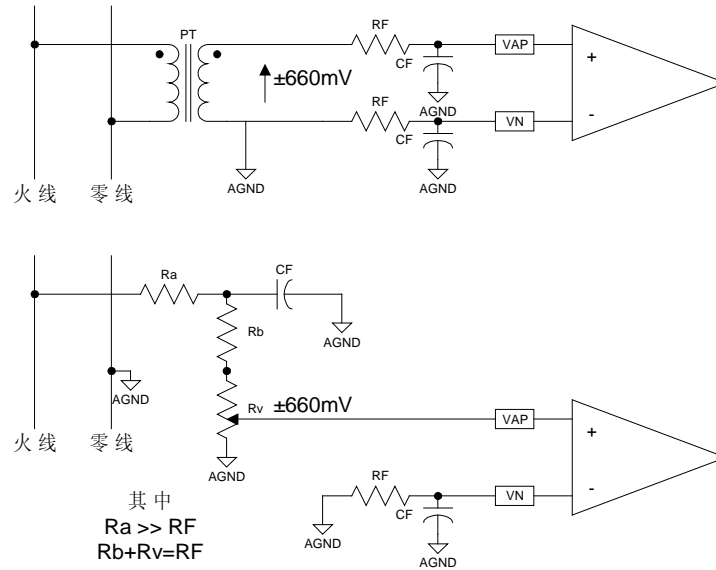 PT
RF
VAP
CF
+
AGND
±660mV
RF
VN
-
CF
AGND
AGND
火线
零线
Ra
CF
AGND
Rb
AGND
Rv
±660mV
VAP
+
火线
零线
AGND
RF
VN
-
CF
AGND
AGND
其中
Ra >> RF
Rb+Rv=RF